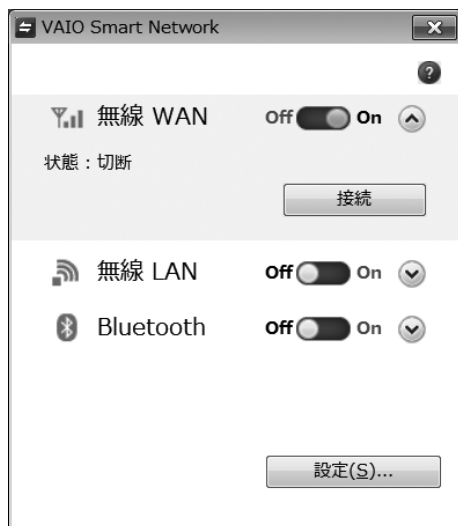 VAIO Smart Network
?
無線 WAN Off On
状態：切断
接続
無線 LAN Off On
Bluetooth Off On
設定(S)...